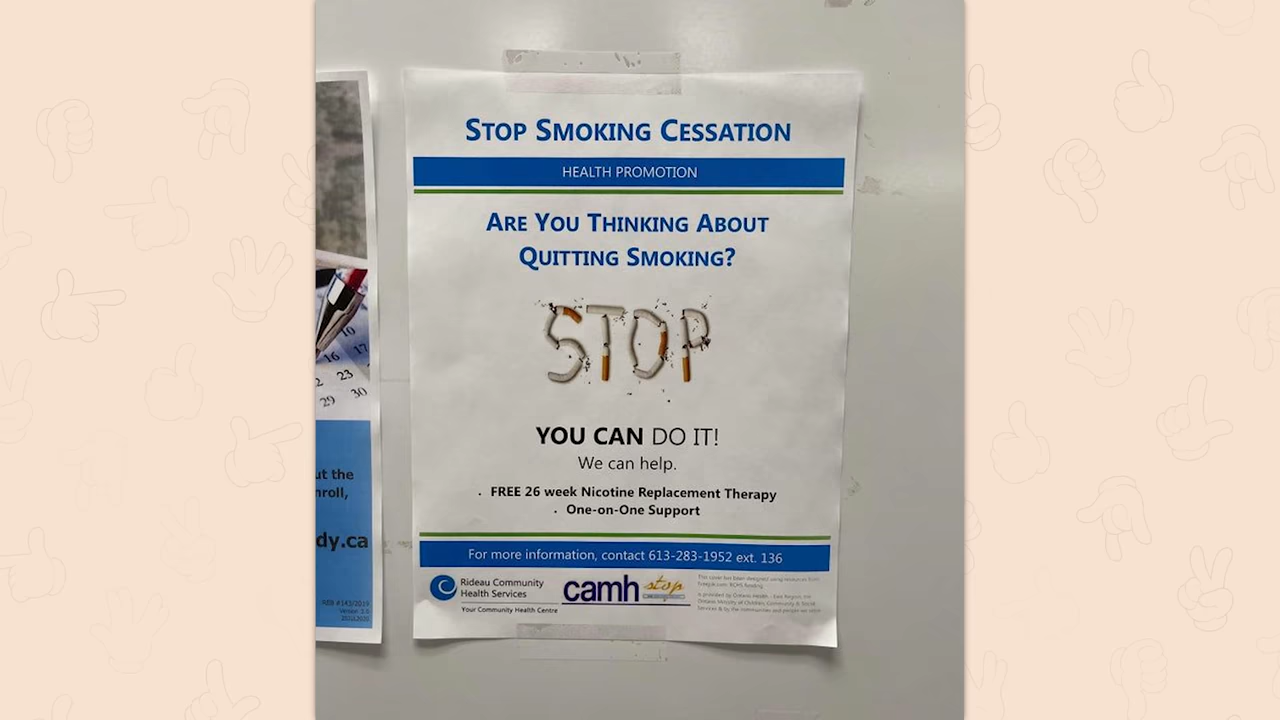 STOP SMOKING CESSATION
HEALTH PROMOTION
ARE YOU THINKING ABOUT
QUITTING SMOKING?
STOP
YOU CAN DO IT!
We can help.
. FREE 26 week Nicotine Replacement Therapy
. One-on-One Support
For more information, contact 613-283-1952 ext. 136
Rideau Community
Health Services
Your Community Health Centre
camh stop
10
16 17
23
29 30
ut the
nroll,
dy.ca